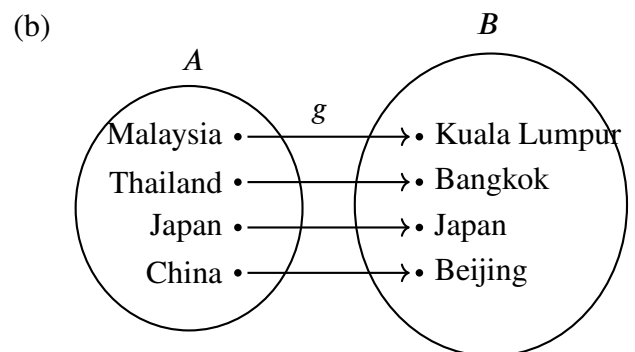 (b)
A
B
g
Malaysia
Kuala Lumpur
Thailand
Bangkok
Japan
Japan
China
Beijing